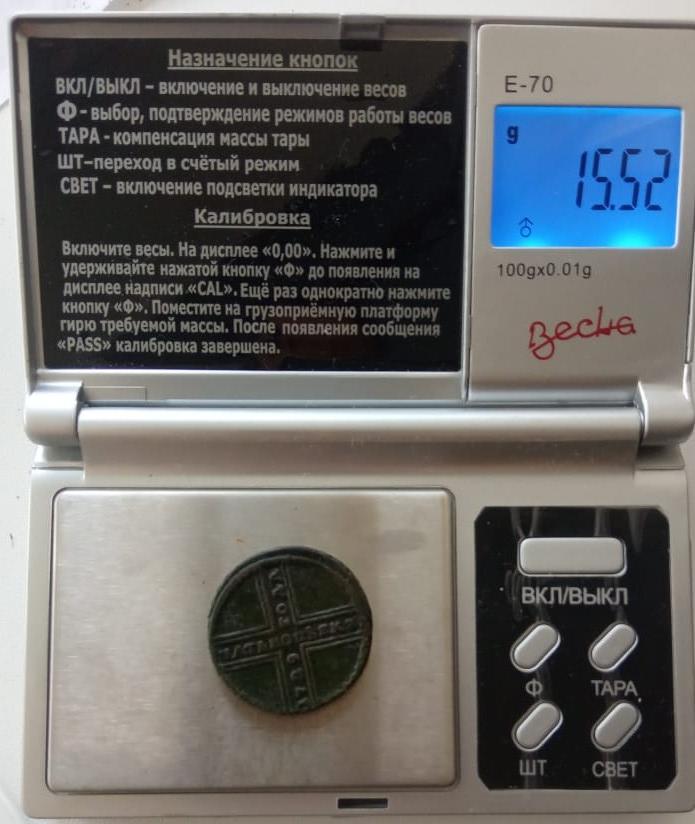 Назначение кнопок
ВКЛ/ВЫКЛ – включение и выключение весов
Ф - выбор, подтверждение режимов работы весов
ТАРА - компенсация массы тары
ШТ–переход в счётый режим
СВЕТ – включение подсветки индикатора
Калибровка
Включите весы. На дисплее «0,00». Нажмите и
удерживайте нажатой кнопку «Ф» до появления на
дисплее надписи «CAL». Ещё раз однократно нажмите
кнопку «Ф». Поместите на грузоприёмную платформу
гирю требуемой массы. После появления сообщения
«PASS» калибровка завершена.
E-70
g
15.52
100gx0.01g
Весна
ВКЛ/ВЫКЛ
Ф ТАРА
ШТ СВЕТ